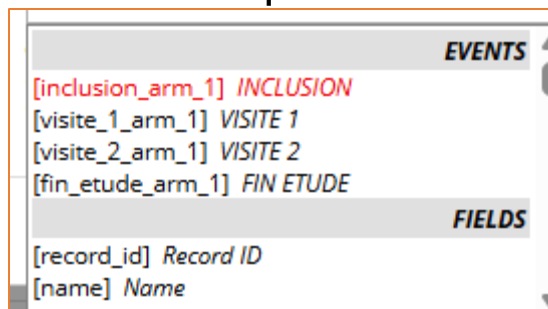 EVENTS
[inclusion_arm_1] INCLUSION
[visite_1_arm_1] VISITE 1
[visite_2_arm_1] VISITE 2
[fin_etude_arm_1] FIN ETUDE
FIELDS
[record_id] Record ID
[name] Name